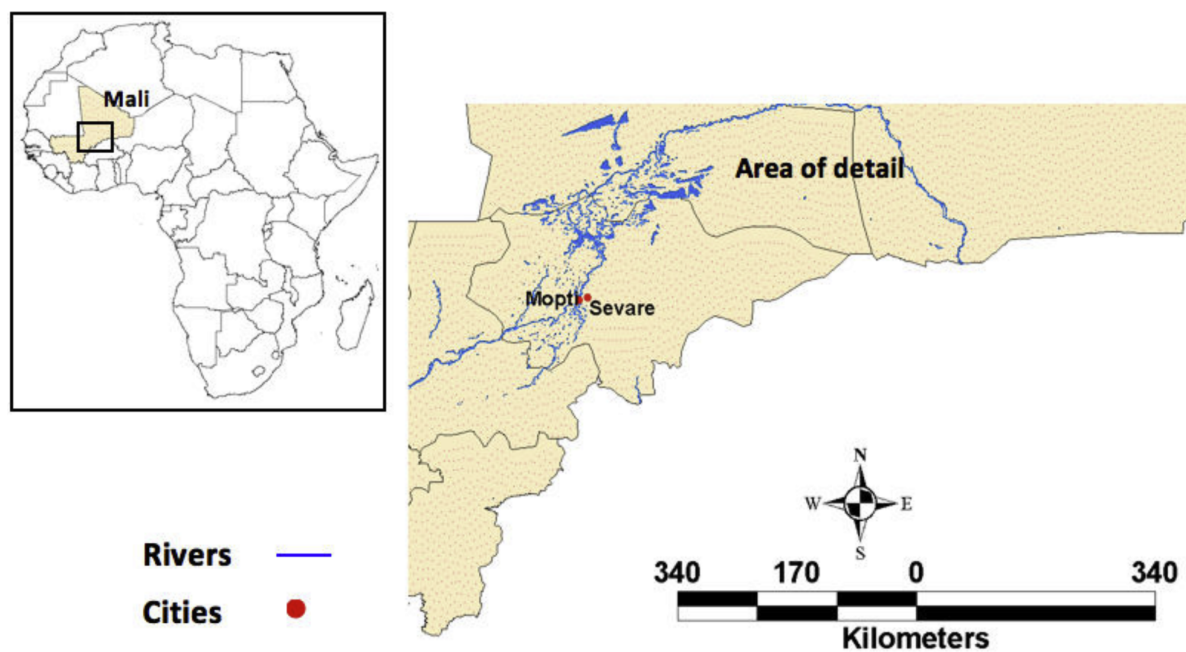 Mali
Area of detail
Mopti
Sevare
N
W E
S
Rivers
Cities
340 170 0 340
Kilometers